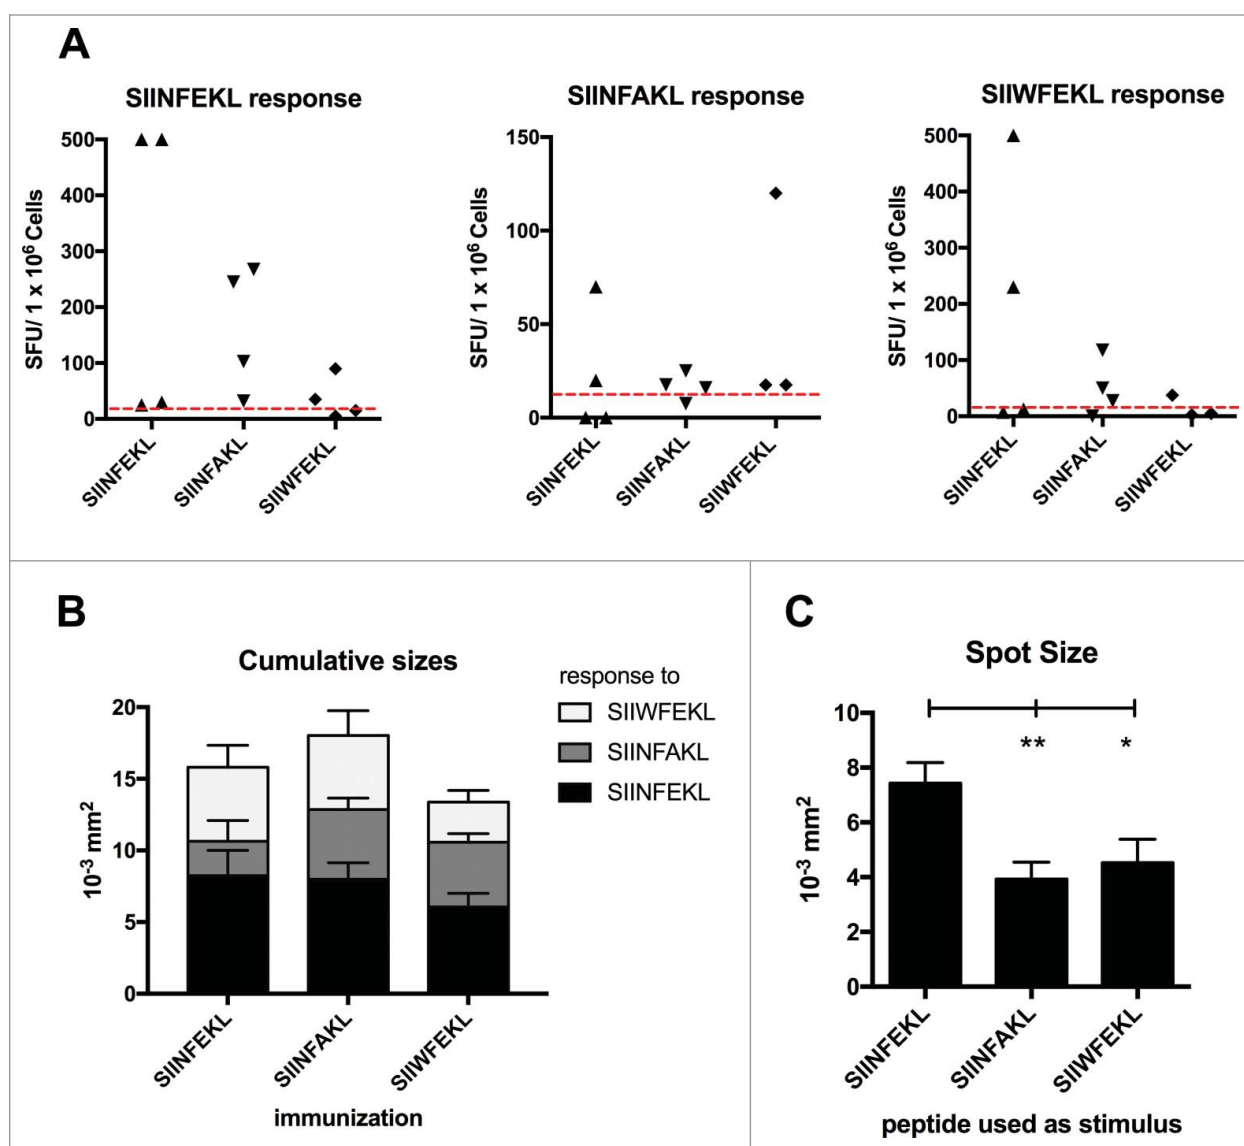 A
SIINFEKL response
SFU/ 1 x 10⁶ Cells
500
400
300
200
100
0
SIINFEKL
SIINFAKL
SIIWFEKL
SIINFAKL response
SFU/ 1 x 10⁶ Cells
150
100
50
0
SIINFEKL
SIINFAKL
SIIWFEKL
SIIWFEKL response
SFU/ 1 x 10⁶ Cells
500
400
300
200
100
0
SIINFEKL
SIINFAKL
SIIWFEKL
B
Cumulative sizes
10⁻³ mm²
20
15
10
5
0
SIINFEKL
SIINFAKL
SIIWFEKL
immunization
response to
SIIWFEKL
SIINFAKL
SIINFEKL
C
Spot Size
10⁻³ mm²
10
8
6
4
2
0
** *
SIINFEKL
SIINFAKL
SIIWFEKL
peptide used as stimulus